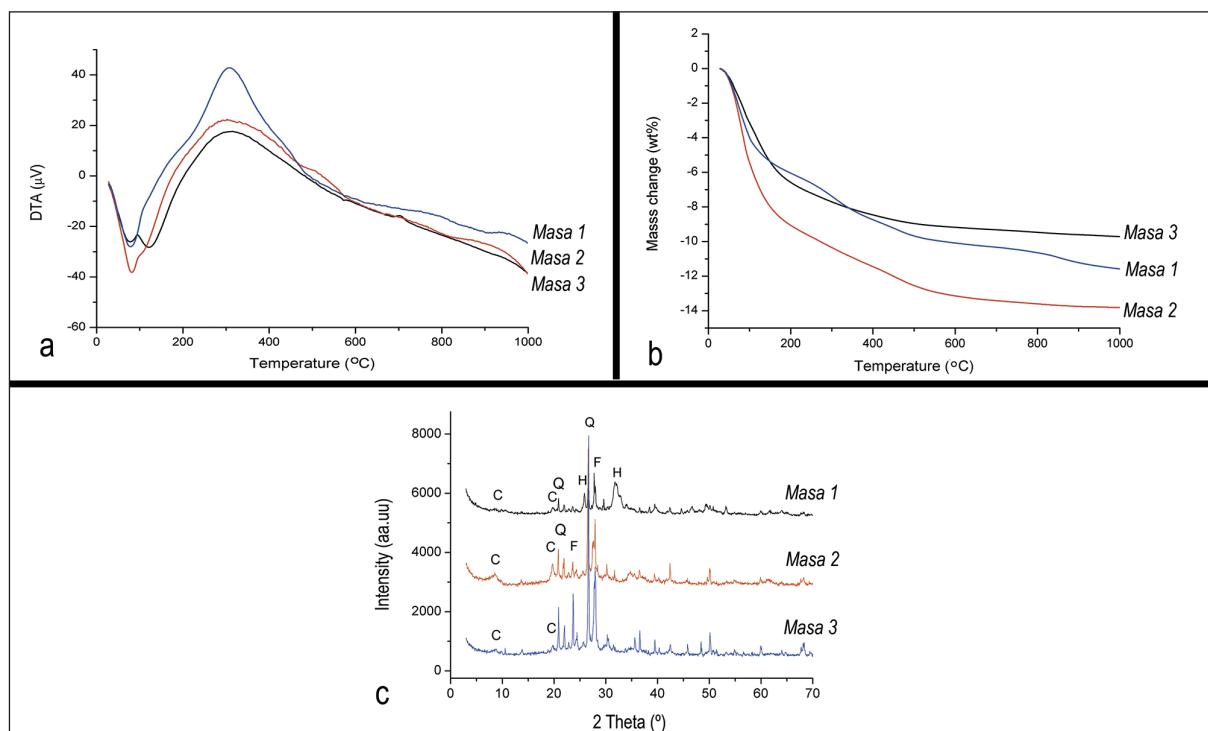 40
20
0
-20
-40
-60
DTA (µV)
0 200 400 600 800 1000
Temperature (ºC)
Masa 1
Masa 2
Masa 3
a
2
0
-2
-4
-6
-8
-10
-12
-14
Masss change (wt%)
0 200 400 600 800 1000
Temperature (ºC)
Masa 3
Masa 1
Masa 2
b
8000
6000
4000
2000
0
Intensity (aa.uu)
Q
C C Q H F H
Masa 1
C C Q F
Masa 2
C C
Masa 3
0 10 20 30 40 50 60 70
2 Theta (º)
c